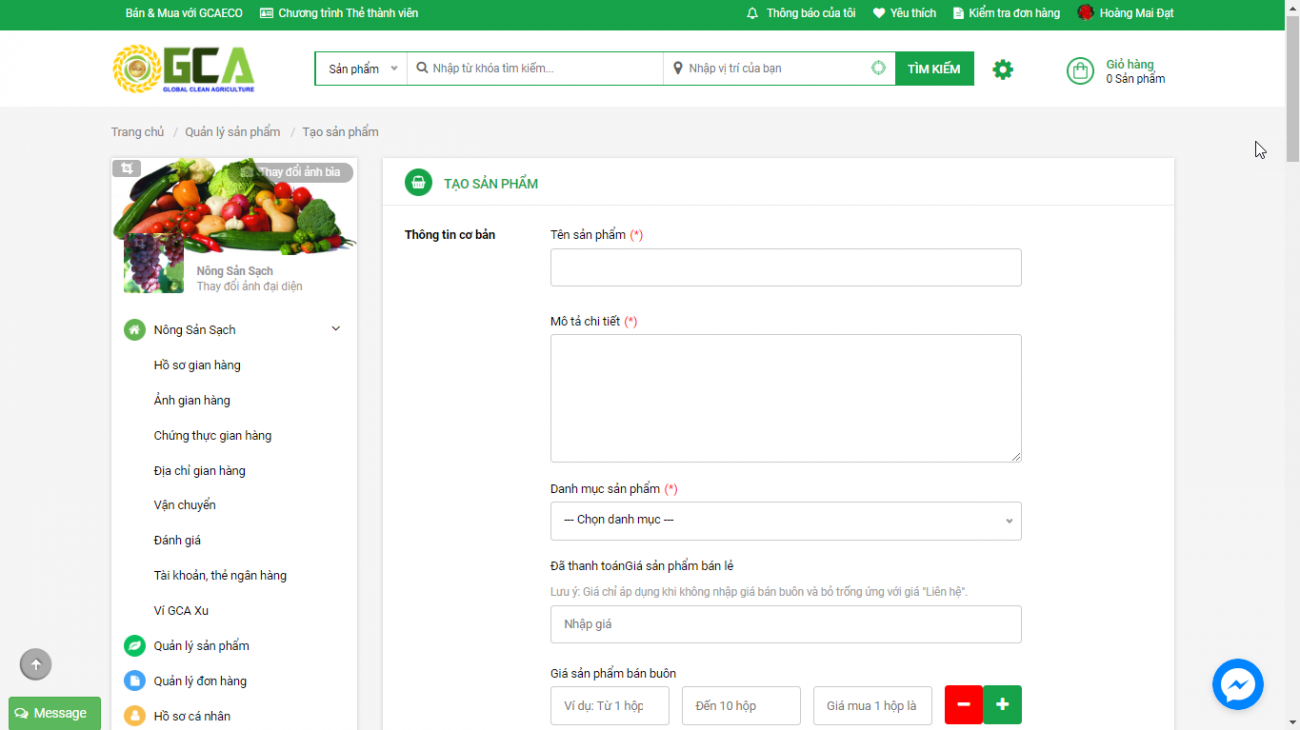 Bán & Mua với GCAECO
Chương trình Thẻ thành viên
Thông báo của tôi
Yêu thích
Kiểm tra đơn hàng
Hoàng Mai Đạt
GCA
GLOBAL CLEAN AGRICULTURE
Sản phẩm
Nhập từ khóa tìm kiếm...
Nhập vị trí của bạn
TÌM KIẾM
Giỏ hàng
0 Sản phẩm
Trang chủ / Quản lý sản phẩm / Tạo sản phẩm
Thay đổi ảnh bìa
Nông Sản Sạch
Thay đổi ảnh đại diện
Nông Sản Sạch
Hồ sơ gian hàng
Ảnh gian hàng
Chứng thực gian hàng
Địa chỉ gian hàng
Vận chuyển
Đánh giá
Tài khoản, thẻ ngân hàng
Ví GCA Xu
Quản lý sản phẩm
Quản lý đơn hàng
Hồ sơ cá nhân
Message
TẠO SẢN PHẨM
Thông tin cơ bản
Tên sản phẩm (*)
Mô tả chi tiết (*)
Danh mục sản phẩm (*)
--- Chọn danh mục ---
Đã thanh toánGiá sản phẩm bán lẻ
Lưu ý: Giá chỉ áp dụng khi không nhập giá bán buôn và bỏ trống ứng với giá "Liên hệ".
Nhập giá
Giá sản phẩm bán buôn
Ví dụ: Từ 1 hộp
Đến 10 hộp
Giá mua 1 hộp là